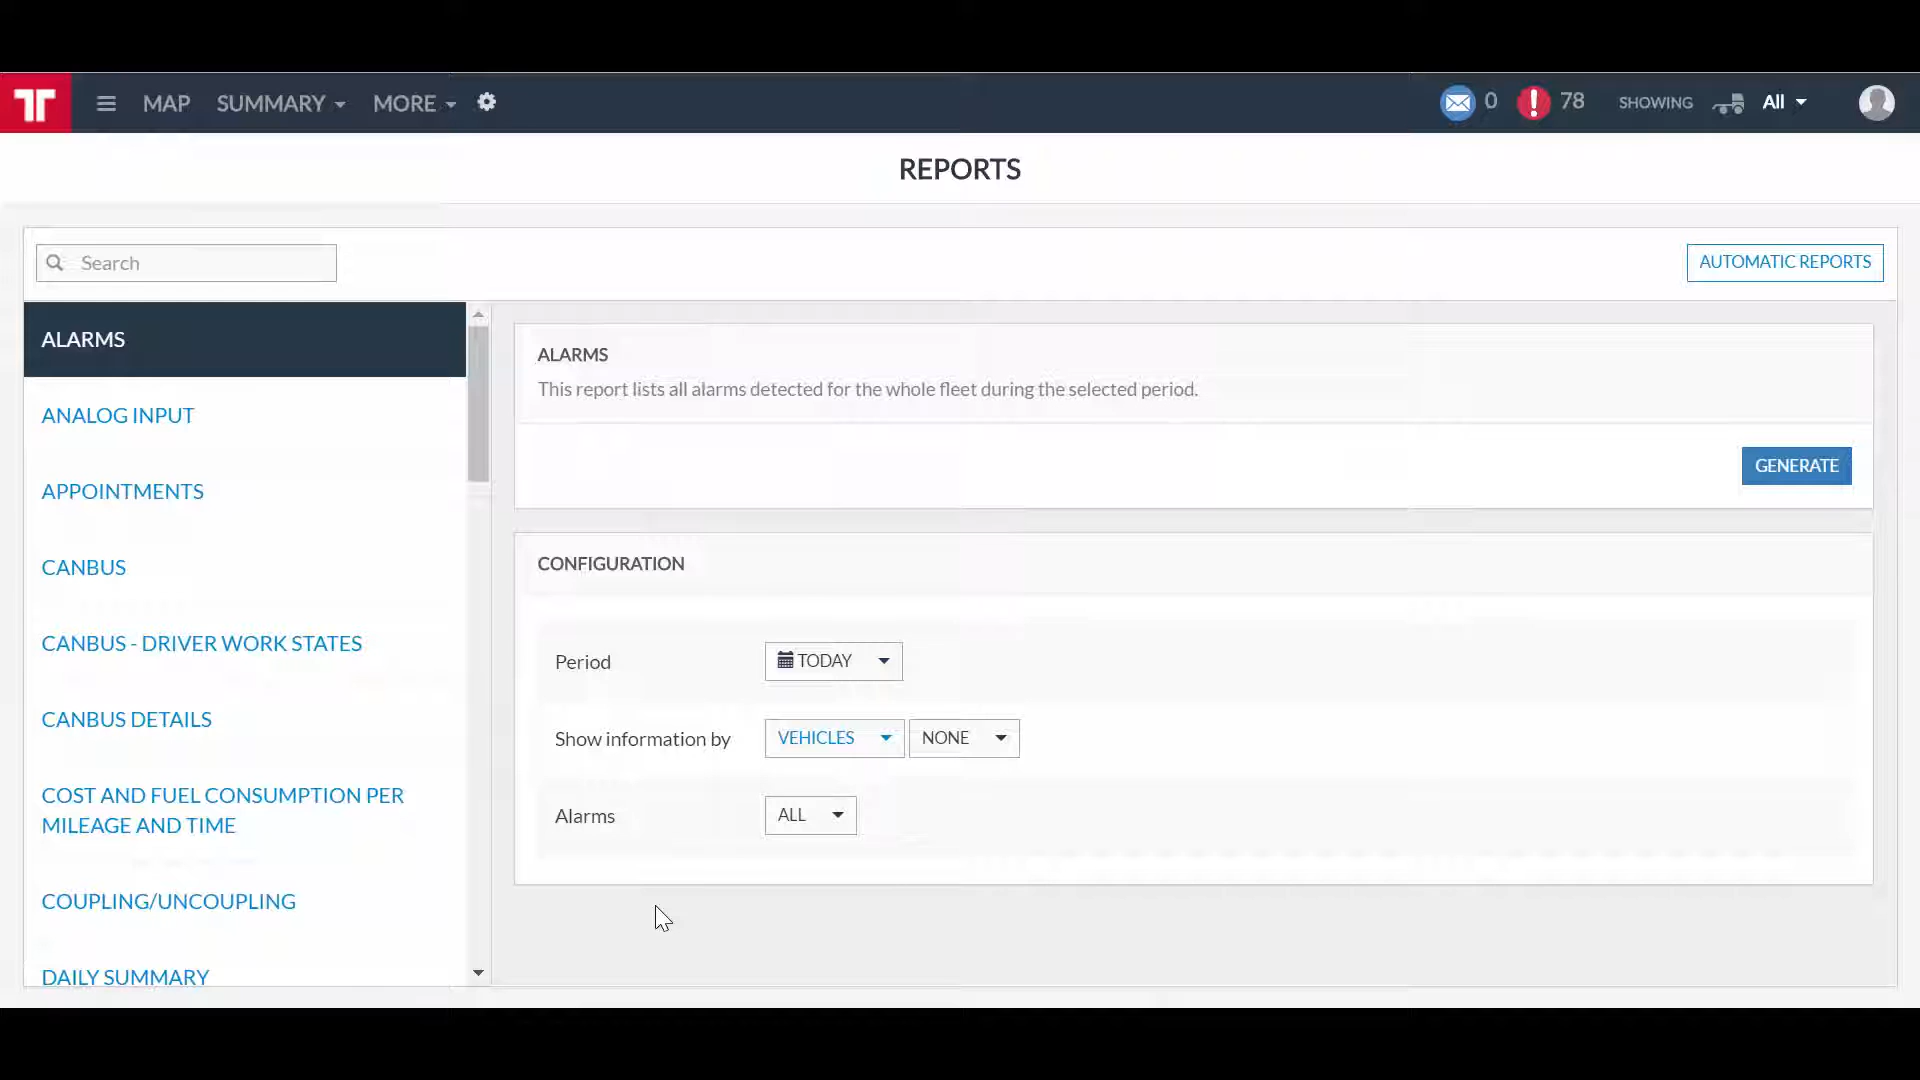 MAP SUMMARY MORE 0 78 SHOWING All
REPORTS
Search AUTOMATIC REPORTS
ALARMS
ANALOG INPUT
APPOINTMENTS
CANBUS
CANBUS - DRIVER WORK STATES
CANBUS DETAILS
COST AND FUEL CONSUMPTION PER
MILEAGE AND TIME
COUPLING/UNCOUPLING
DAILY SUMMARY
ALARMS
This report lists all alarms detected for the whole fleet during the selected period.
GENERATE
CONFIGURATION
Period TODAY
Show information by VEHICLES NONE
Alarms ALL